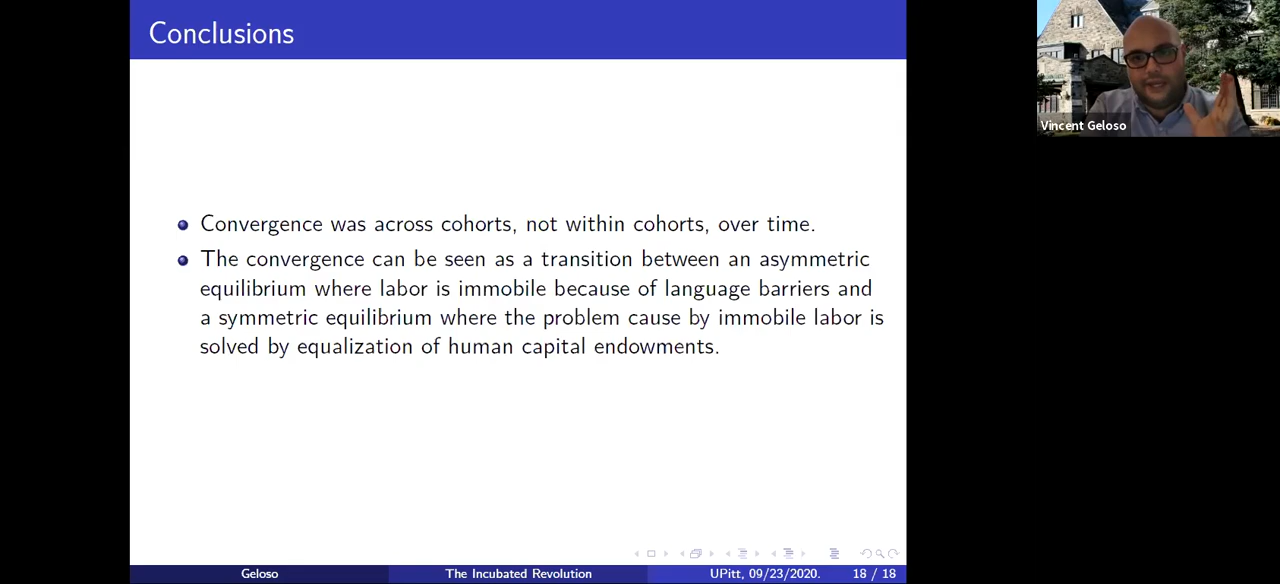 Conclusions
Vincent Geloso
Convergence was across cohorts, not within cohorts, over time.
The convergence can be seen as a transition between an asymmetric
equilibrium where labor is immobile because of language barriers and
a symmetric equilibrium where the problem cause by immobile labor is
solved by equalization of human capital endowments.
Geloso
The Incubated Revolution
UPitt, 09/23/2020.
18 / 18